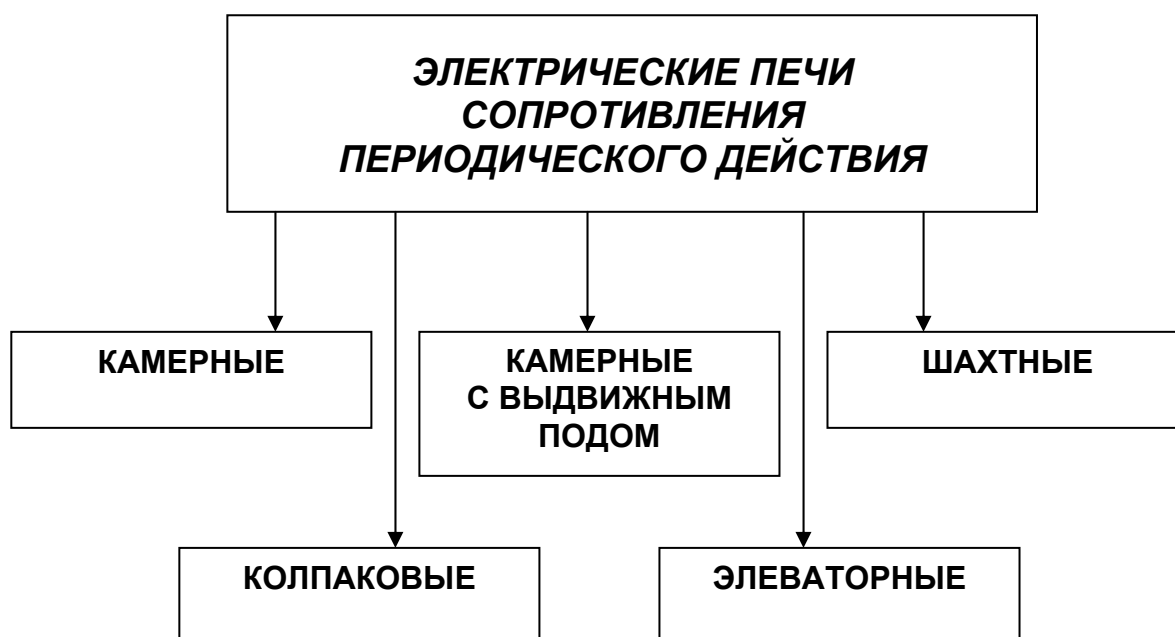 ЭЛЕКТРИЧЕСКИЕ ПЕЧИ
СОПРОТИВЛЕНИЯ
ПЕРИОДИЧЕСКОГО ДЕЙСТВИЯ
КАМЕРНЫЕ
КАМЕРНЫЕ
С ВЫДВИЖНЫМ
ПОДОМ
ШАХТНЫЕ
КОЛПАКОВЫЕ
ЭЛЕВАТОРНЫЕ